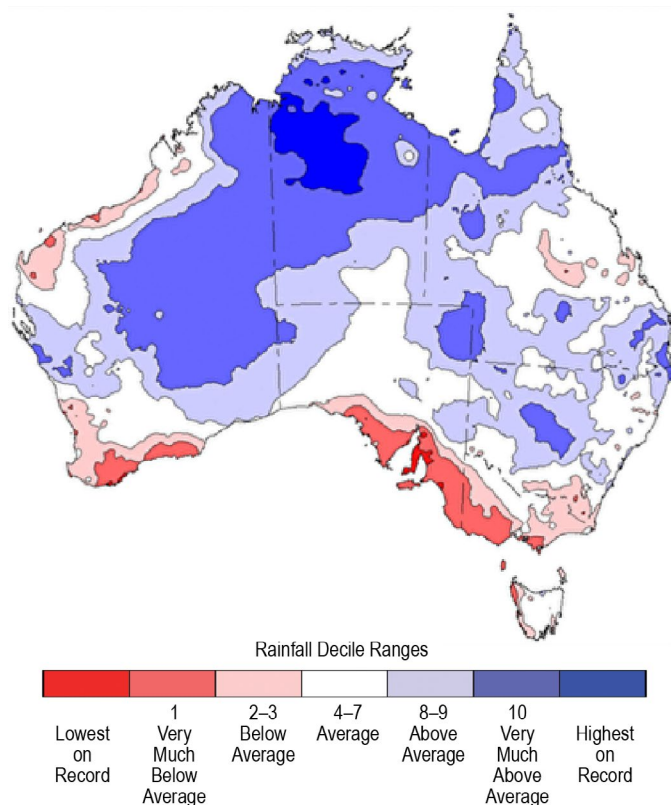 Rainfall Decile Ranges
Lowest on Record
1 Very Much Below Average
2–3 Below Average
4–7 Average
8–9 Above Average
10 Very Much Above Average
Highest on Record